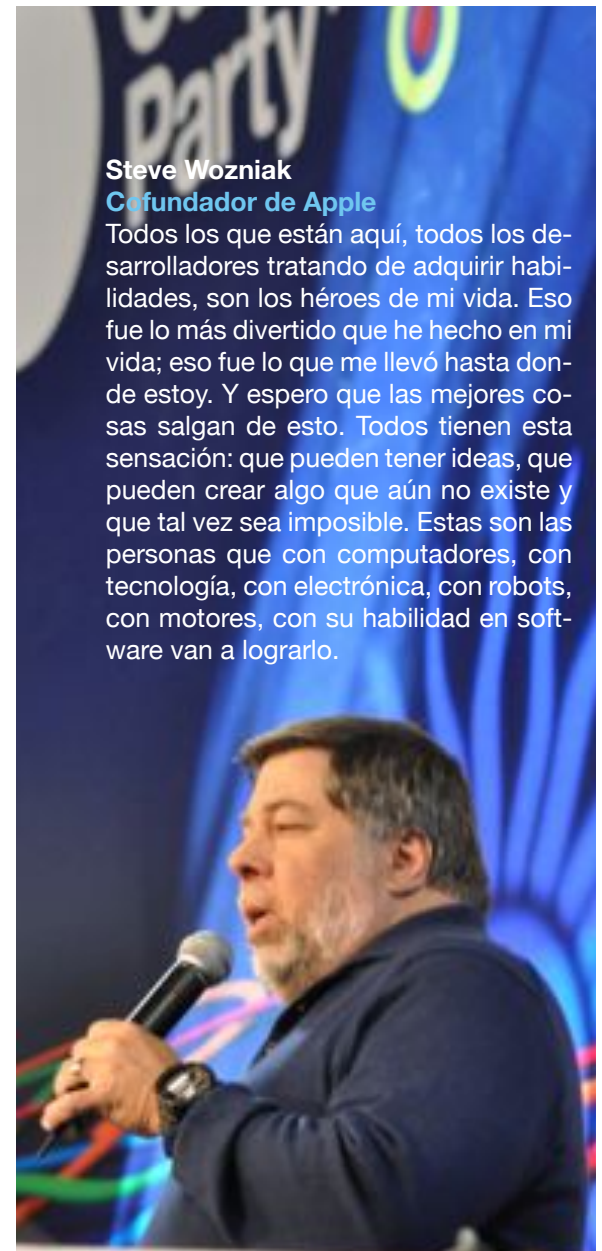 Party
Steve Wozniak
Cofundador de Apple
Todos los que están aquí, todos los de-
sarrolladores tratando de adquirir habi-
lidades, son los héroes de mi vida. Eso
fue lo más divertido que he hecho en mi
vida; eso fue lo que me llevó hasta don-
de estoy. Y espero que las mejores co-
sas salgan de esto. Todos tienen esta
sensación: que pueden tener ideas, que
pueden crear algo que aún no existe y
que tal vez sea imposible. Estas son las
personas que con computadores, con
tecnología, con electrónica, con robots,
con motores, con su habilidad en soft-
ware van a lograrlo.